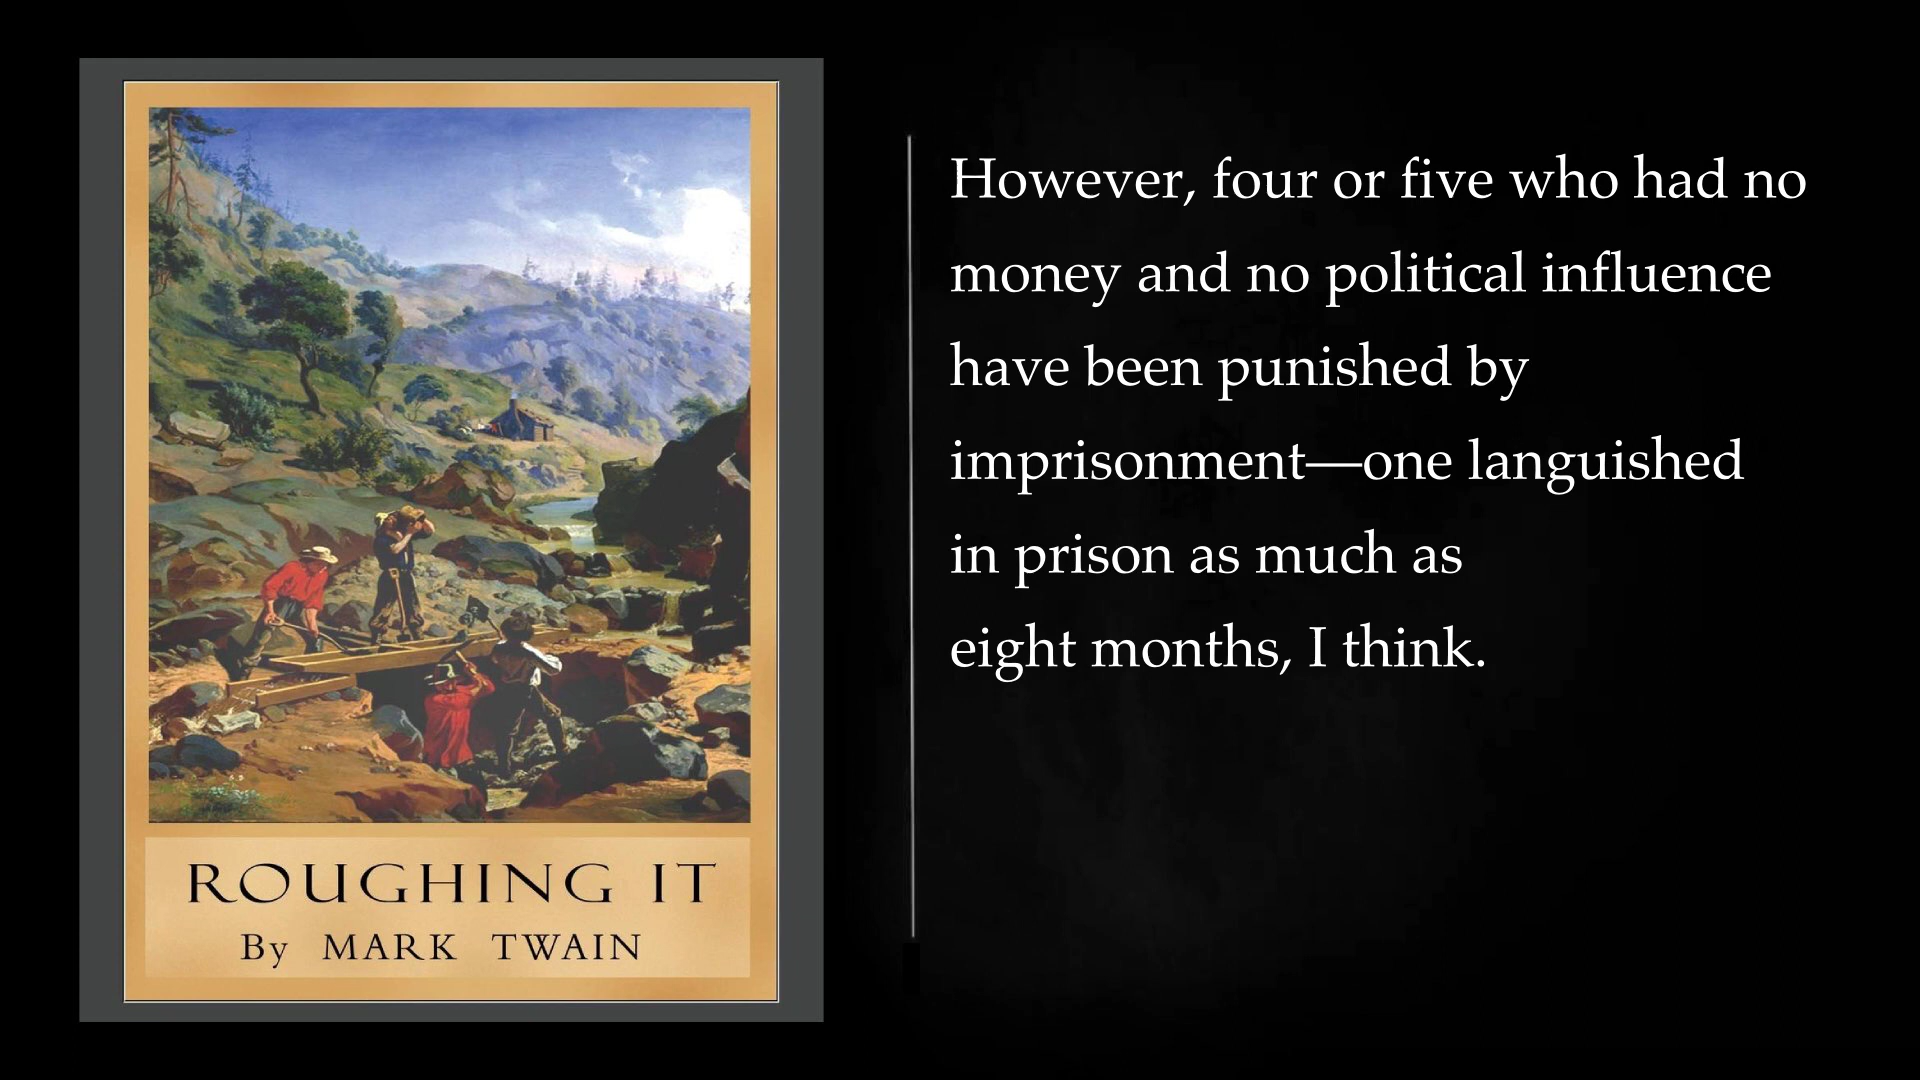 ROUGHING IT
By MARK TWAIN
However, four or five who had no
money and no political influence
have been punished by
imprisonment—one languished
in prison as much as
eight months, I think.